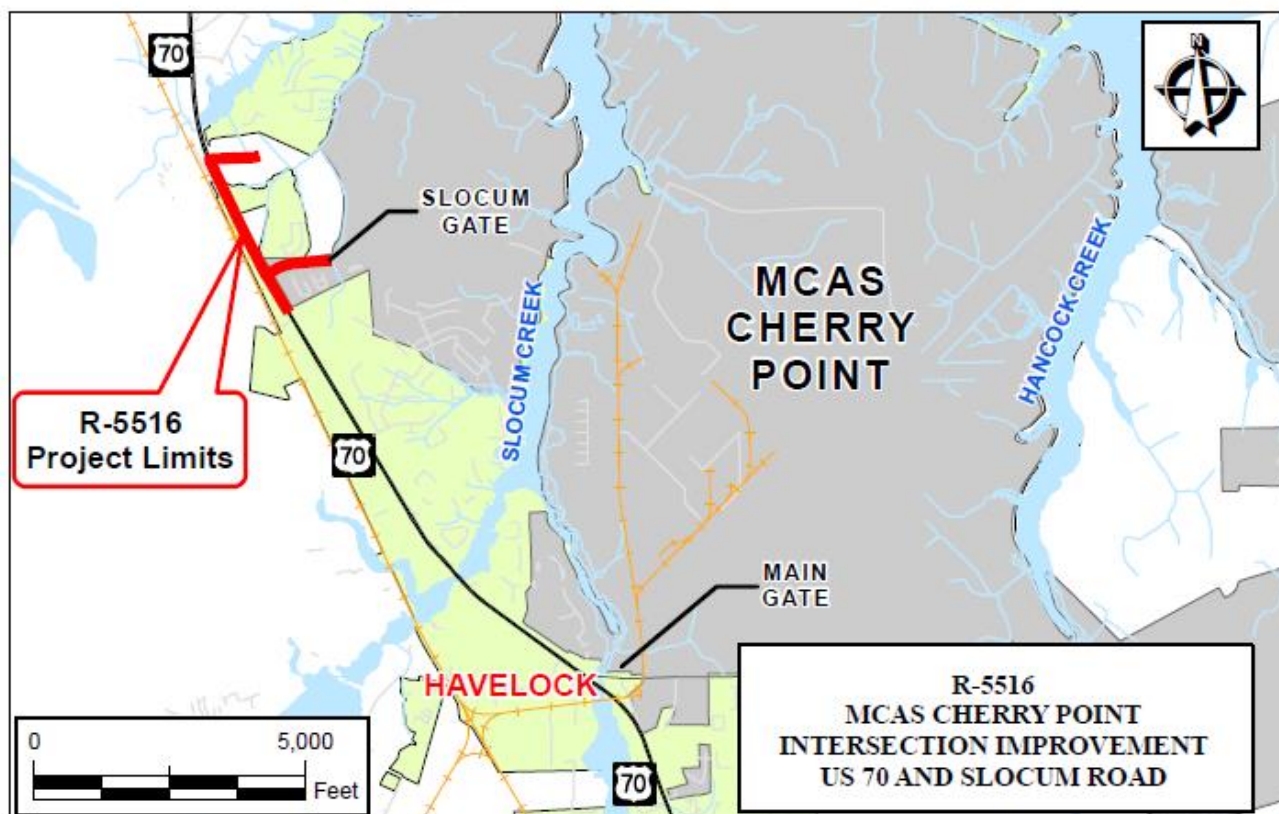 N
70
SLOCUM
GATE
MCAS
CHERRY
POINT
SLOCUM CREEK
HANCOCK CREEK
R-5516
Project Limits
70
MAIN
GATE
HAVELOCK
R-5516
MCAS CHERRY POINT
INTERSECTION IMPROVEMENT
US 70 AND SLOCUM ROAD
0 5,000
Feet
70